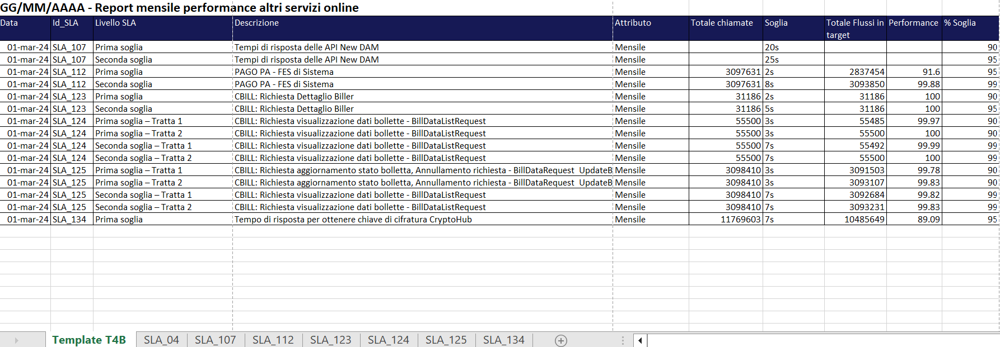 GG/MM/AAAA - Report mensile performance altri servizi online
Data Id_SLA Livello SLA Descrizione Attributo Totale chiamate Soglia Totale Flussi in target Performance % Soglia
01-mar-24 SLA_107 Prima soglia Tempi di risposta delle API New DAM Mensile 20s 90
01-mar-24 SLA_107 Seconda soglia Tempi di risposta delle API New DAM Mensile 25s 95
01-mar-24 SLA_112 Prima soglia PAGO PA - FES di Sistema Mensile 3097631 2s 2837454 91.6 95
01-mar-24 SLA_112 Seconda soglia PAGO PA - FES di Sistema Mensile 3097631 8s 3093850 99.88 99
01-mar-24 SLA_123 Prima soglia CBILL: Richiesta Dettaglio Biller Mensile 31186 2s 31186 100 90
01-mar-24 SLA_123 Seconda soglia CBILL: Richiesta Dettaglio Biller Mensile 31186 5s 31186 100 95
01-mar-24 SLA_124 Prima soglia – Tratta 1 CBILL: Richiesta visualizzazione dati bollette - BillDataListRequest Mensile 55500 3s 55485 99.97 90
01-mar-24 SLA_124 Prima soglia – Tratta 2 CBILL: Richiesta visualizzazione dati bollette - BillDataListRequest Mensile 55500 3s 55500 100 90
01-mar-24 SLA_124 Seconda soglia – Tratta 1 CBILL: Richiesta visualizzazione dati bollette - BillDataListRequest Mensile 55500 7s 55492 99.99 99
01-mar-24 SLA_124 Seconda soglia – Tratta 2 CBILL: Richiesta visualizzazione dati bollette - BillDataListRequest Mensile 55500 7s 55500 100 99
01-mar-24 SLA_125 Prima soglia – Tratta 1 CBILL: Richiesta aggiornamento stato bolletta, Annullamento richiesta - BillDataRequest UpdateB Mensile 3098410 3s 3091503 99.78 90
01-mar-24 SLA_125 Prima soglia – Tratta 2 CBILL: Richiesta aggiornamento stato bolletta, Annullamento richiesta - BillDataRequest UpdateB Mensile 3098410 3s 3093107 99.83 90
01-mar-24 SLA_125 Seconda soglia – Tratta 1 CBILL: Richiesta visualizzazione dati bollette - BillDataListRequest Mensile 3098410 7s 3092684 99.82 99
01-mar-24 SLA_125 Seconda soglia – Tratta 2 CBILL: Richiesta visualizzazione dati bollette - BillDataListRequest Mensile 3098410 7s 3093231 99.83 99
01-mar-24 SLA_134 Prima soglia Tempo di risposta per ottenere chiave di cifratura CryptoHub Mensile 11769603 7s 10485649 89.09 95
Template T4B SLA_04 SLA_107 SLA_112 SLA_123 SLA_124 SLA_125 SLA_134